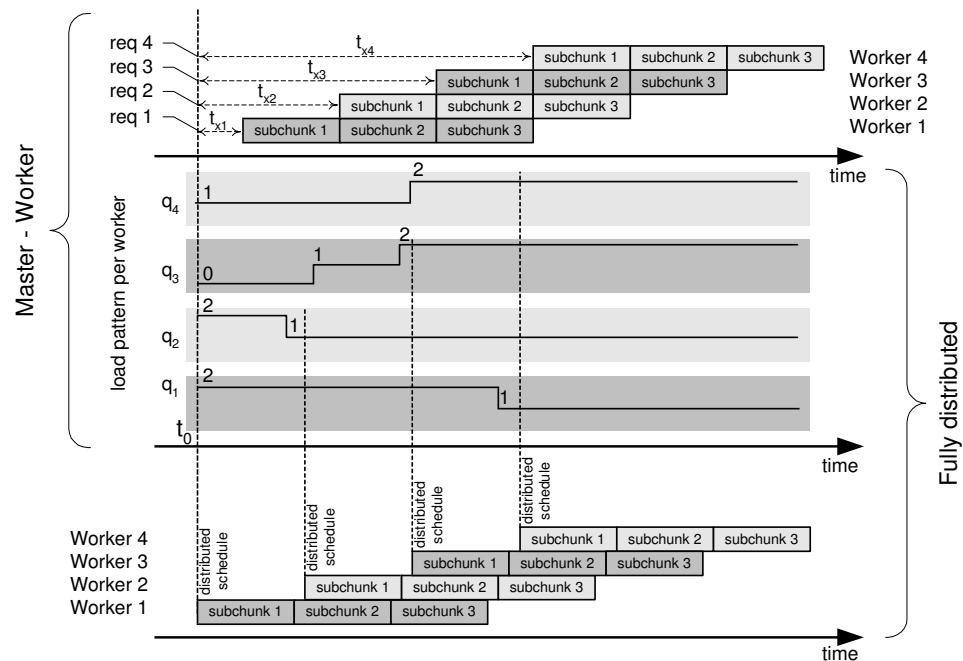 Master - Worker
req 4
t_x4
subchunk 1 subchunk 2 subchunk 3
Worker 4
req 3
t_x3
subchunk 1 subchunk 2 subchunk 3
Worker 3
req 2
t_x2
subchunk 1 subchunk 2 subchunk 3
Worker 2
req 1
t_x1
subchunk 1 subchunk 2 subchunk 3
Worker 1
time
load pattern per worker
q_4
1 2
q_3
0 1 2
q_2
2 1
q_1
2 1
t_0
time
Fully distributed
distributed
schedule
distributed
schedule
distributed
schedule
distributed
schedule
Worker 4
subchunk 1 subchunk 2 subchunk 3
Worker 3
subchunk 1 subchunk 2 subchunk 3
Worker 2
subchunk 1 subchunk 2 subchunk 3
Worker 1
subchunk 1 subchunk 2 subchunk 3
time